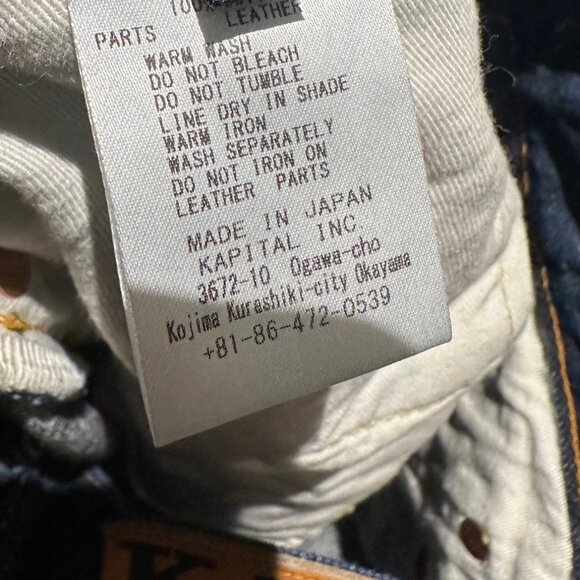 LEATHER
PARTS
WARM WASH
DO NOT BLEACH
DO NOT TUMBLE
LINE DRY IN SHADE
WARM IRON
WASH SEPARATELY
DO NOT IRON ON
LEATHER PARTS
MADE IN JAPAN
KAPITAL INC.
3672-10 Ogawa-cho
Kojima Kurashiki-city Okayama
+81-86-472-0539